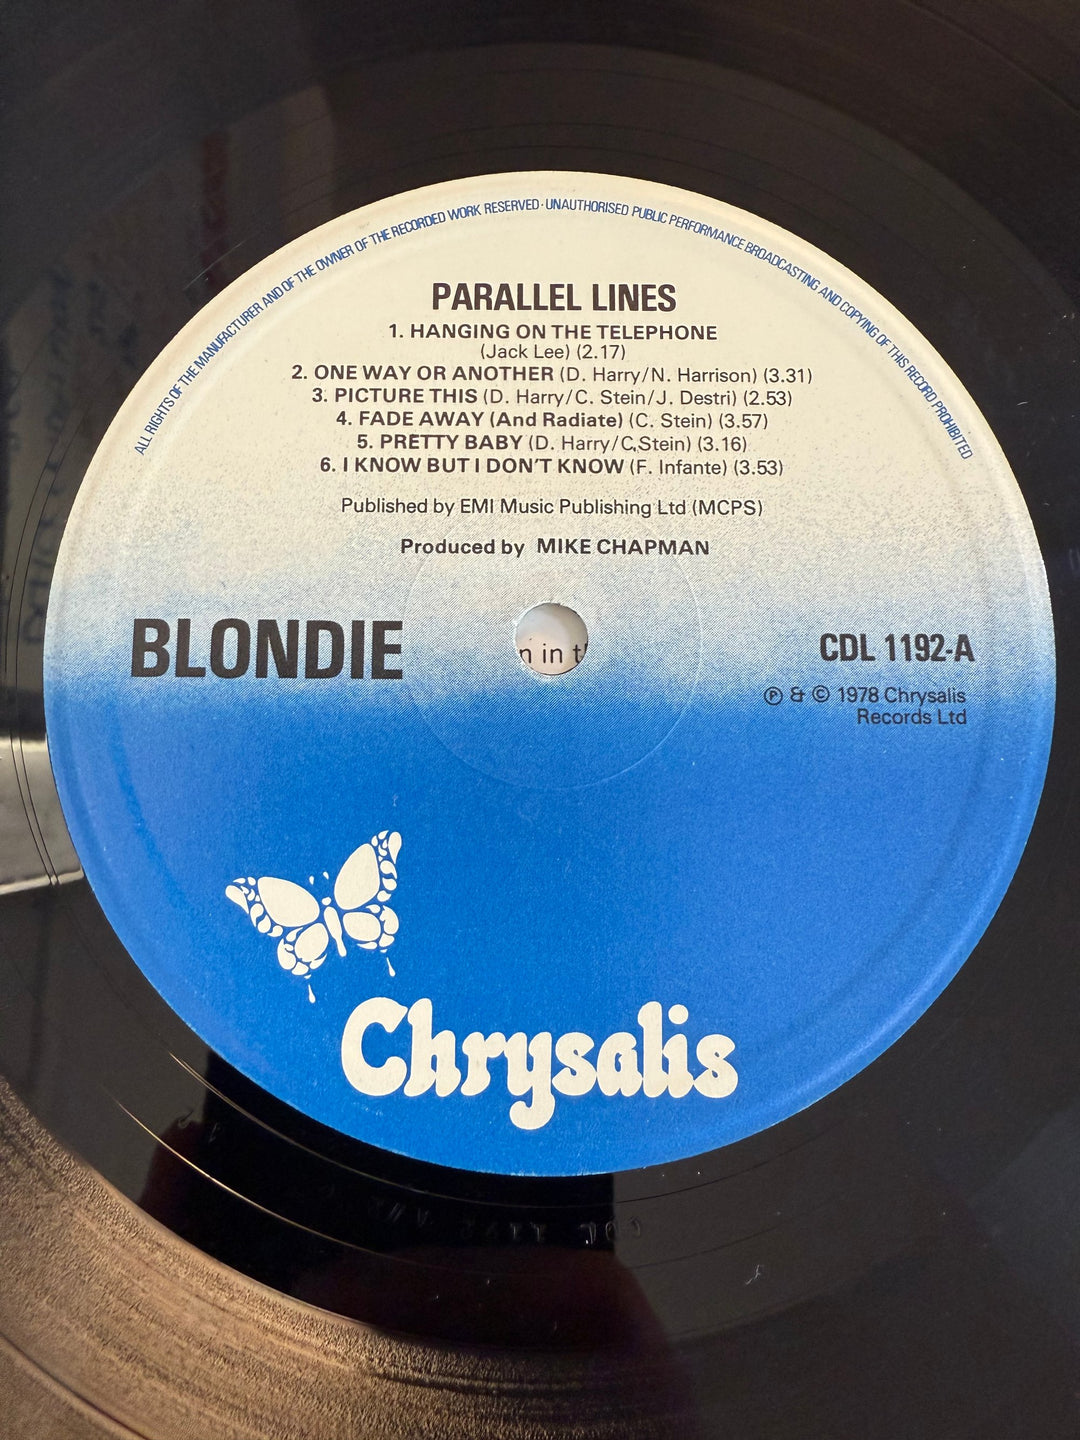 ALL RIGHTS OF THE MANUFACTURER AND OF THE OWNER OF THE RECORDED WORK RESERVED · UNAUTHORISED PUBLIC PERFORMANCE BROADCASTING AND COPYING OF THIS RECORD PROHIBITED
PARALLEL LINES
1. HANGING ON THE TELEPHONE
(Jack Lee) (2.17)
2. ONE WAY OR ANOTHER (D. Harry/N. Harrison) (3.31)
3. PICTURE THIS (D. Harry/C. Stein/J. Destri) (2.53)
4. FADE AWAY (And Radiate) (C. Stein) (3.57)
5. PRETTY BABY (D. Harry/C.Stein) (3.16)
6. I KNOW BUT I DON'T KNOW (F. Infante) (3.53)
Published by EMI Music Publishing Ltd (MCPS)
Produced by MIKE CHAPMAN
BLONDIE
in
CDL 1192-A
Ⓟ & © 1978 Chrysalis
Records Ltd
Chrysalis